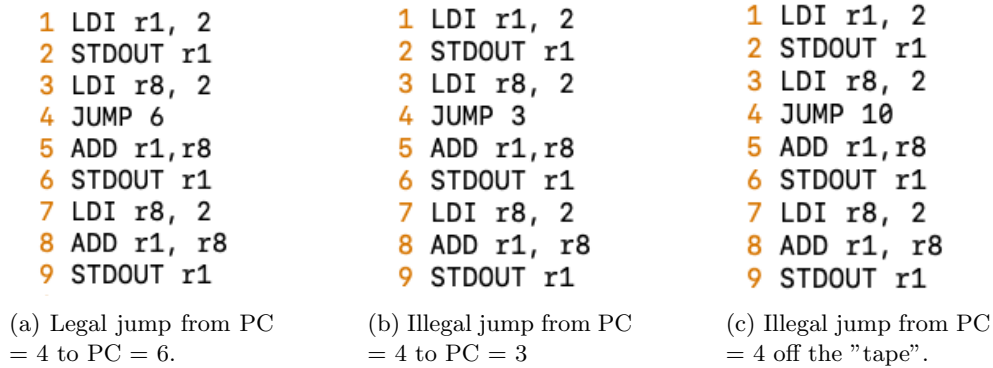 1 LDI r1, 2
2 STDOUT r1
3 LDI r8, 2
4 JUMP 6
5 ADD r1,r8
6 STDOUT r1
7 LDI r8, 2
8 ADD r1, r8
9 STDOUT r1
(a) Legal jump from PC
= 4 to PC = 6.
1 LDI r1, 2
2 STDOUT r1
3 LDI r8, 2
4 JUMP 3
5 ADD r1,r8
6 STDOUT r1
7 LDI r8, 2
8 ADD r1, r8
9 STDOUT r1
(b) Illegal jump from PC
= 4 to PC = 3
1 LDI r1, 2
2 STDOUT r1
3 LDI r8, 2
4 JUMP 10
5 ADD r1,r8
6 STDOUT r1
7 LDI r8, 2
8 ADD r1, r8
9 STDOUT r1
(c) Illegal jump from PC
= 4 off the ”tape”.